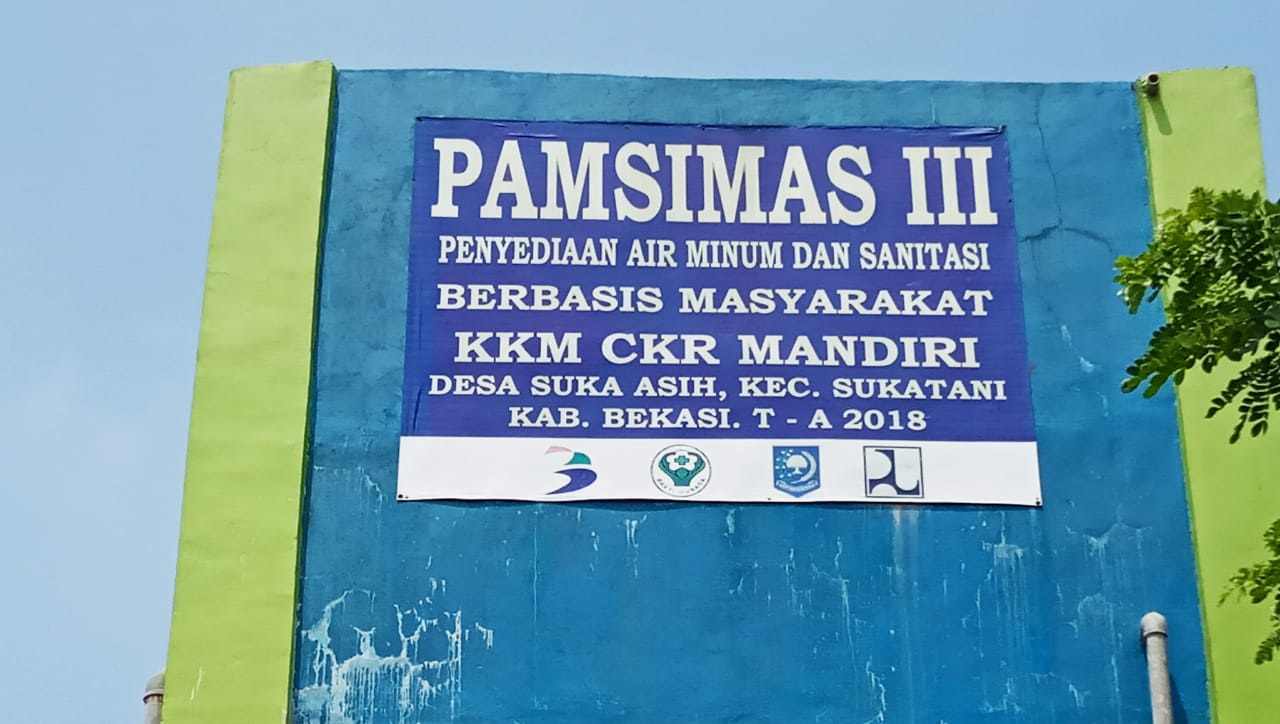 PAMSIMAS III
PENYEDIAAN AIR MINUM DAN SANITASI
BERBASIS MASYARAKAT
KKM CKR MANDIRI
DESA SUKA ASIH, KEC. SUKATANI
KAB. BEKASI. T - A 2018